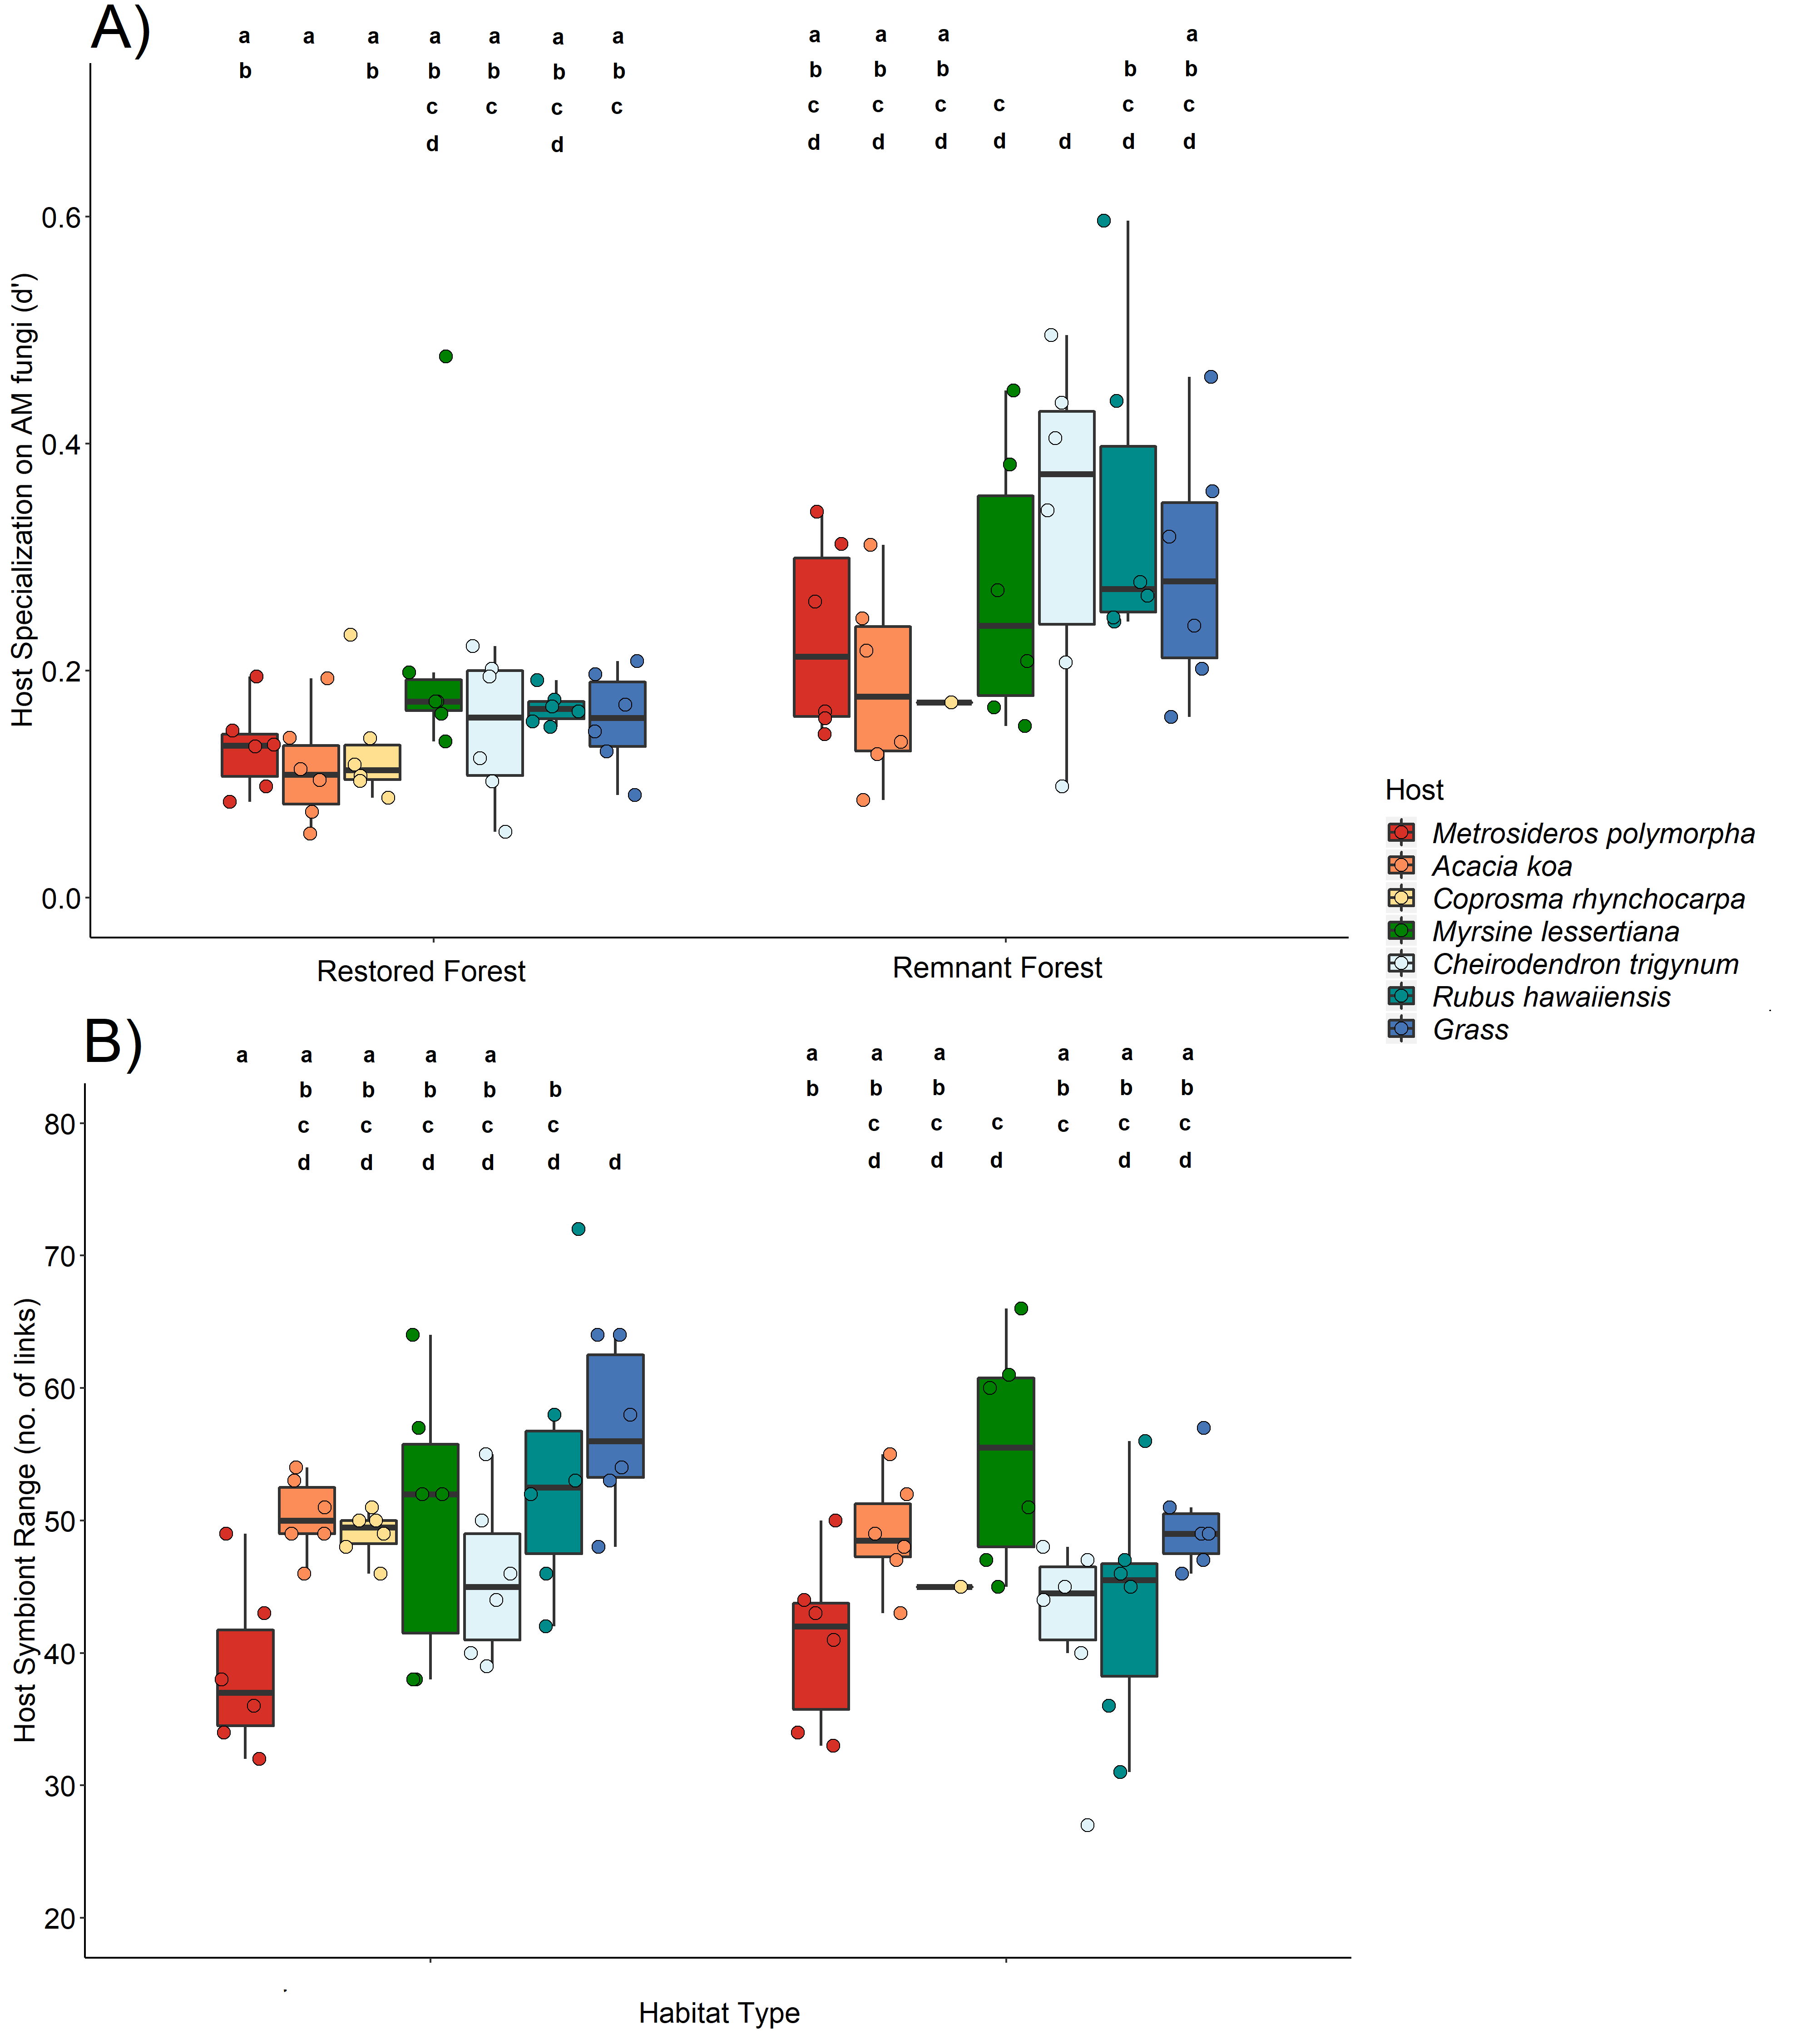 A)
a a a a a a a a a a a
b b b b b b b b b b b
c c c c c c c c c c
d d d d d d d d d
0.6
0.4
0.2
0.0
Host Specialization on AM fungi (d')
Restored Forest Remnant Forest
Host
Metrosideros polymorpha
Acacia koa
Coprosma rhynchocarpa
Myrsine lessertiana
Cheirodendron trigynum
Rubus hawaiiensis
Grass
B)
a a a a a a a a a a a
b b b b b b b b b b b
c c c c c c c c c c c
d d d d d d d d d d d
80
70
60
50
40
30
20
Host Symbiont Range (no. of links)
Habitat Type